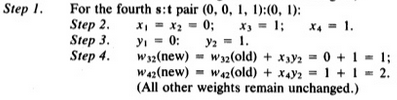 Step 1. For the fourth s:t pair (0, 0, 1, 1):(0, 1):
Step 2. x₁ = x₂ = 0; x₃ = 1; x₄ = 1.
Step 3. y₁ = 0: y₂ = 1.
Step 4. w₃₂(new) = w₃₂(old) + x₃y₂ = 0 + 1 = 1;
w₄₂(new) = w₄₂(old) + x₄y₂ = 1 + 1 = 2.
(All other weights remain unchanged.)